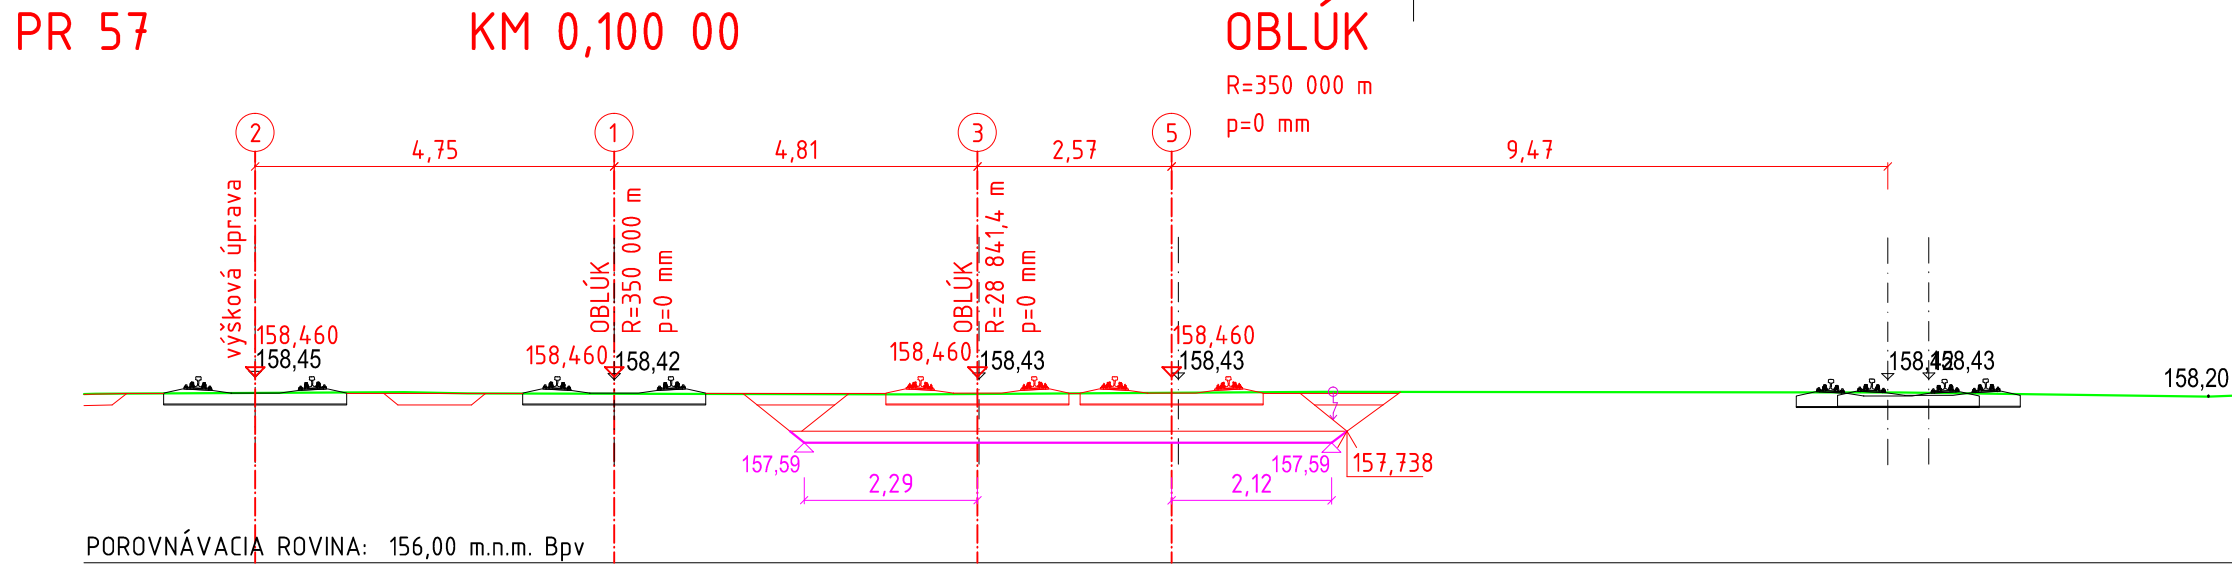 PR 57
KM 0,100 00
OBLÚK
R=350 000 m
p=0 mm
2
1
3
5
4,75
4,81
2,57
9,47
výšková úprava
OBLÚK
R=350 000 m
p=0 mm
OBLÚK
R=28 841,4 m
p=0 mm
158,460
158,45
158,460
158,42
158,460
158,43
158,460
158,43
158,43
158,20
157,59
157,59
157,738
2,29
2,12
POROVNÁVACIA ROVINA: 156,00 m.n.m. Bpv